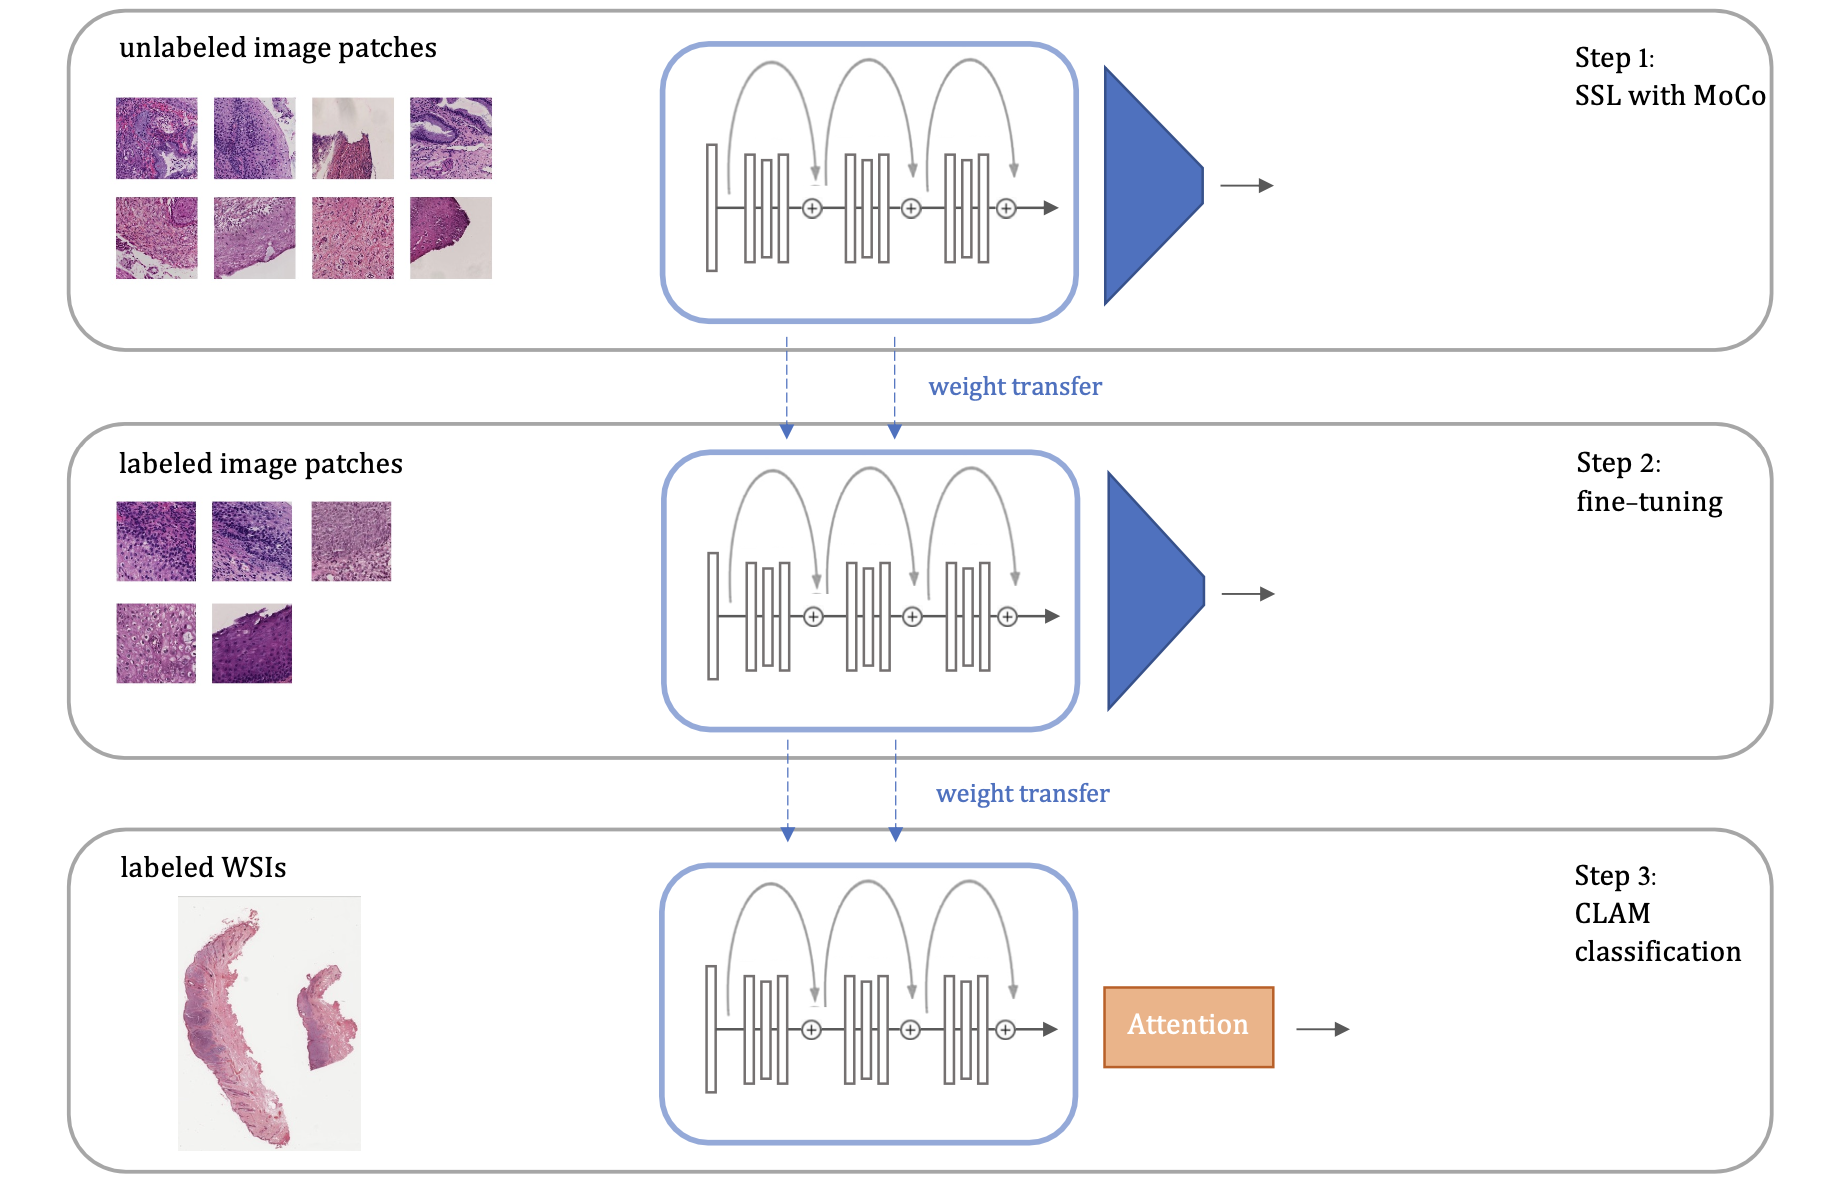 unlabeled image patches
Step 1:
SSL with MoCo
weight transfer
labeled image patches
Step 2:
fine-tuning
weight transfer
labeled WSIs
Step 3:
CLAM
classification
Attention